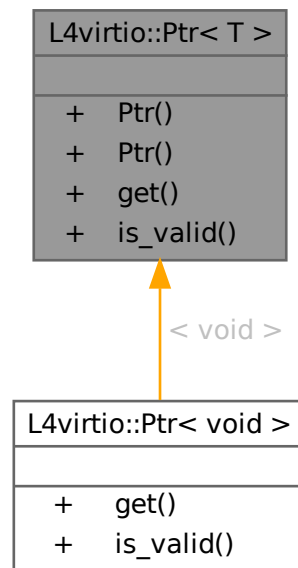 L4virtio::Ptr< T >
+ Ptr()
+ Ptr()
+ get()
+ is_valid()
< void >
L4virtio::Ptr< void >
+ get()
+ is_valid()